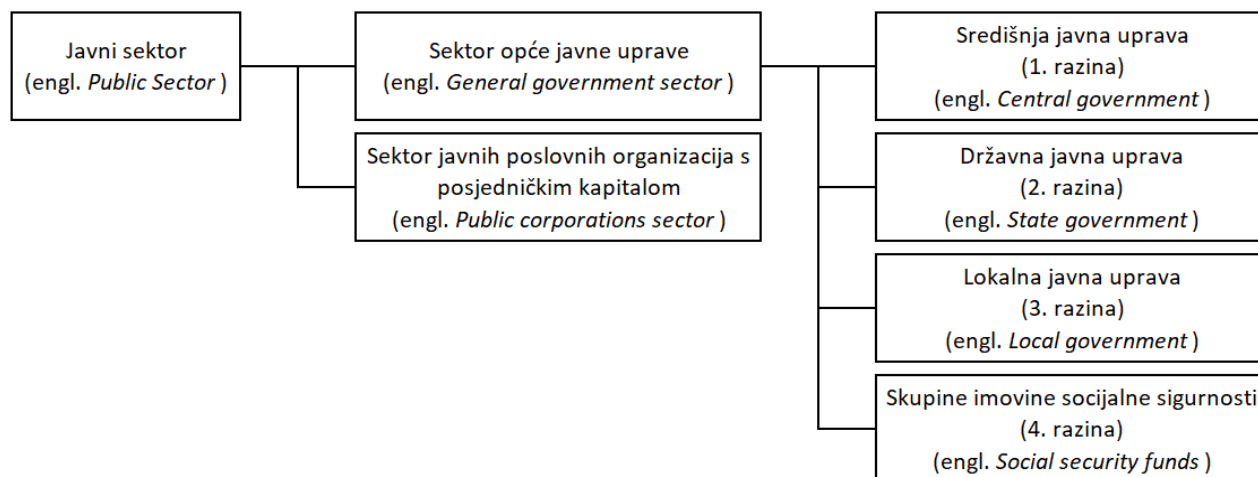 Javni sektor
(engl. Public Sector )
Sektor opće javne uprave
(engl. General government sector )
Sektor javnih poslovnih organizacija s
posjedničkim kapitalom
(engl. Public corporations sector )
Središnja javna uprava
(1. razina)
(engl. Central government )
Državna javna uprava
(2. razina)
(engl. State government )
Lokalna javna uprava
(3. razina)
(engl. Local government )
Skupine imovine socijalne sigurnosti
(4. razina)
(engl. Social security funds )